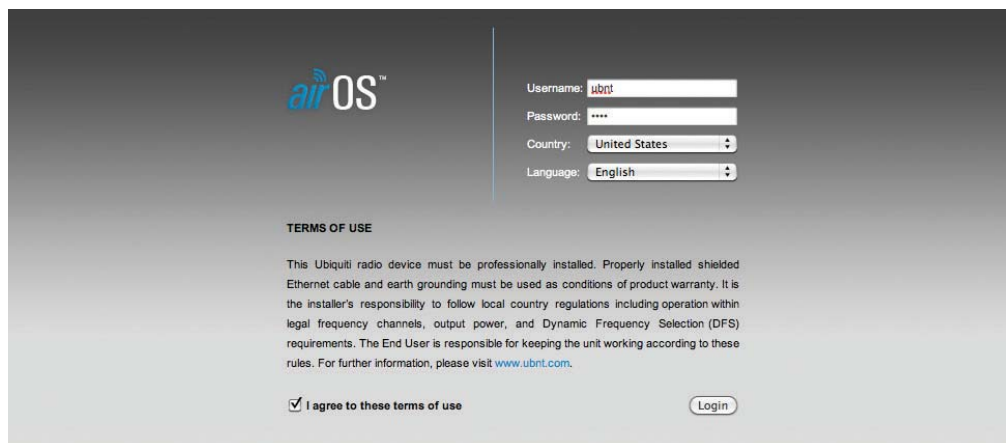 airOS™
Username: ubnt
Password: ••••
Country: United States
Language: English
TERMS OF USE
This Ubiquiti radio device must be professionally installed. Properly installed shielded
Ethernet cable and earth grounding must be used as conditions of product warranty. It is
the installer's responsibility to follow local country regulations including operation within
legal frequency channels, output power, and Dynamic Frequency Selection (DFS)
requirements. The End User is responsible for keeping the unit working according to these
rules. For further information, please visit www.ubnt.com.
I agree to these terms of use
Login